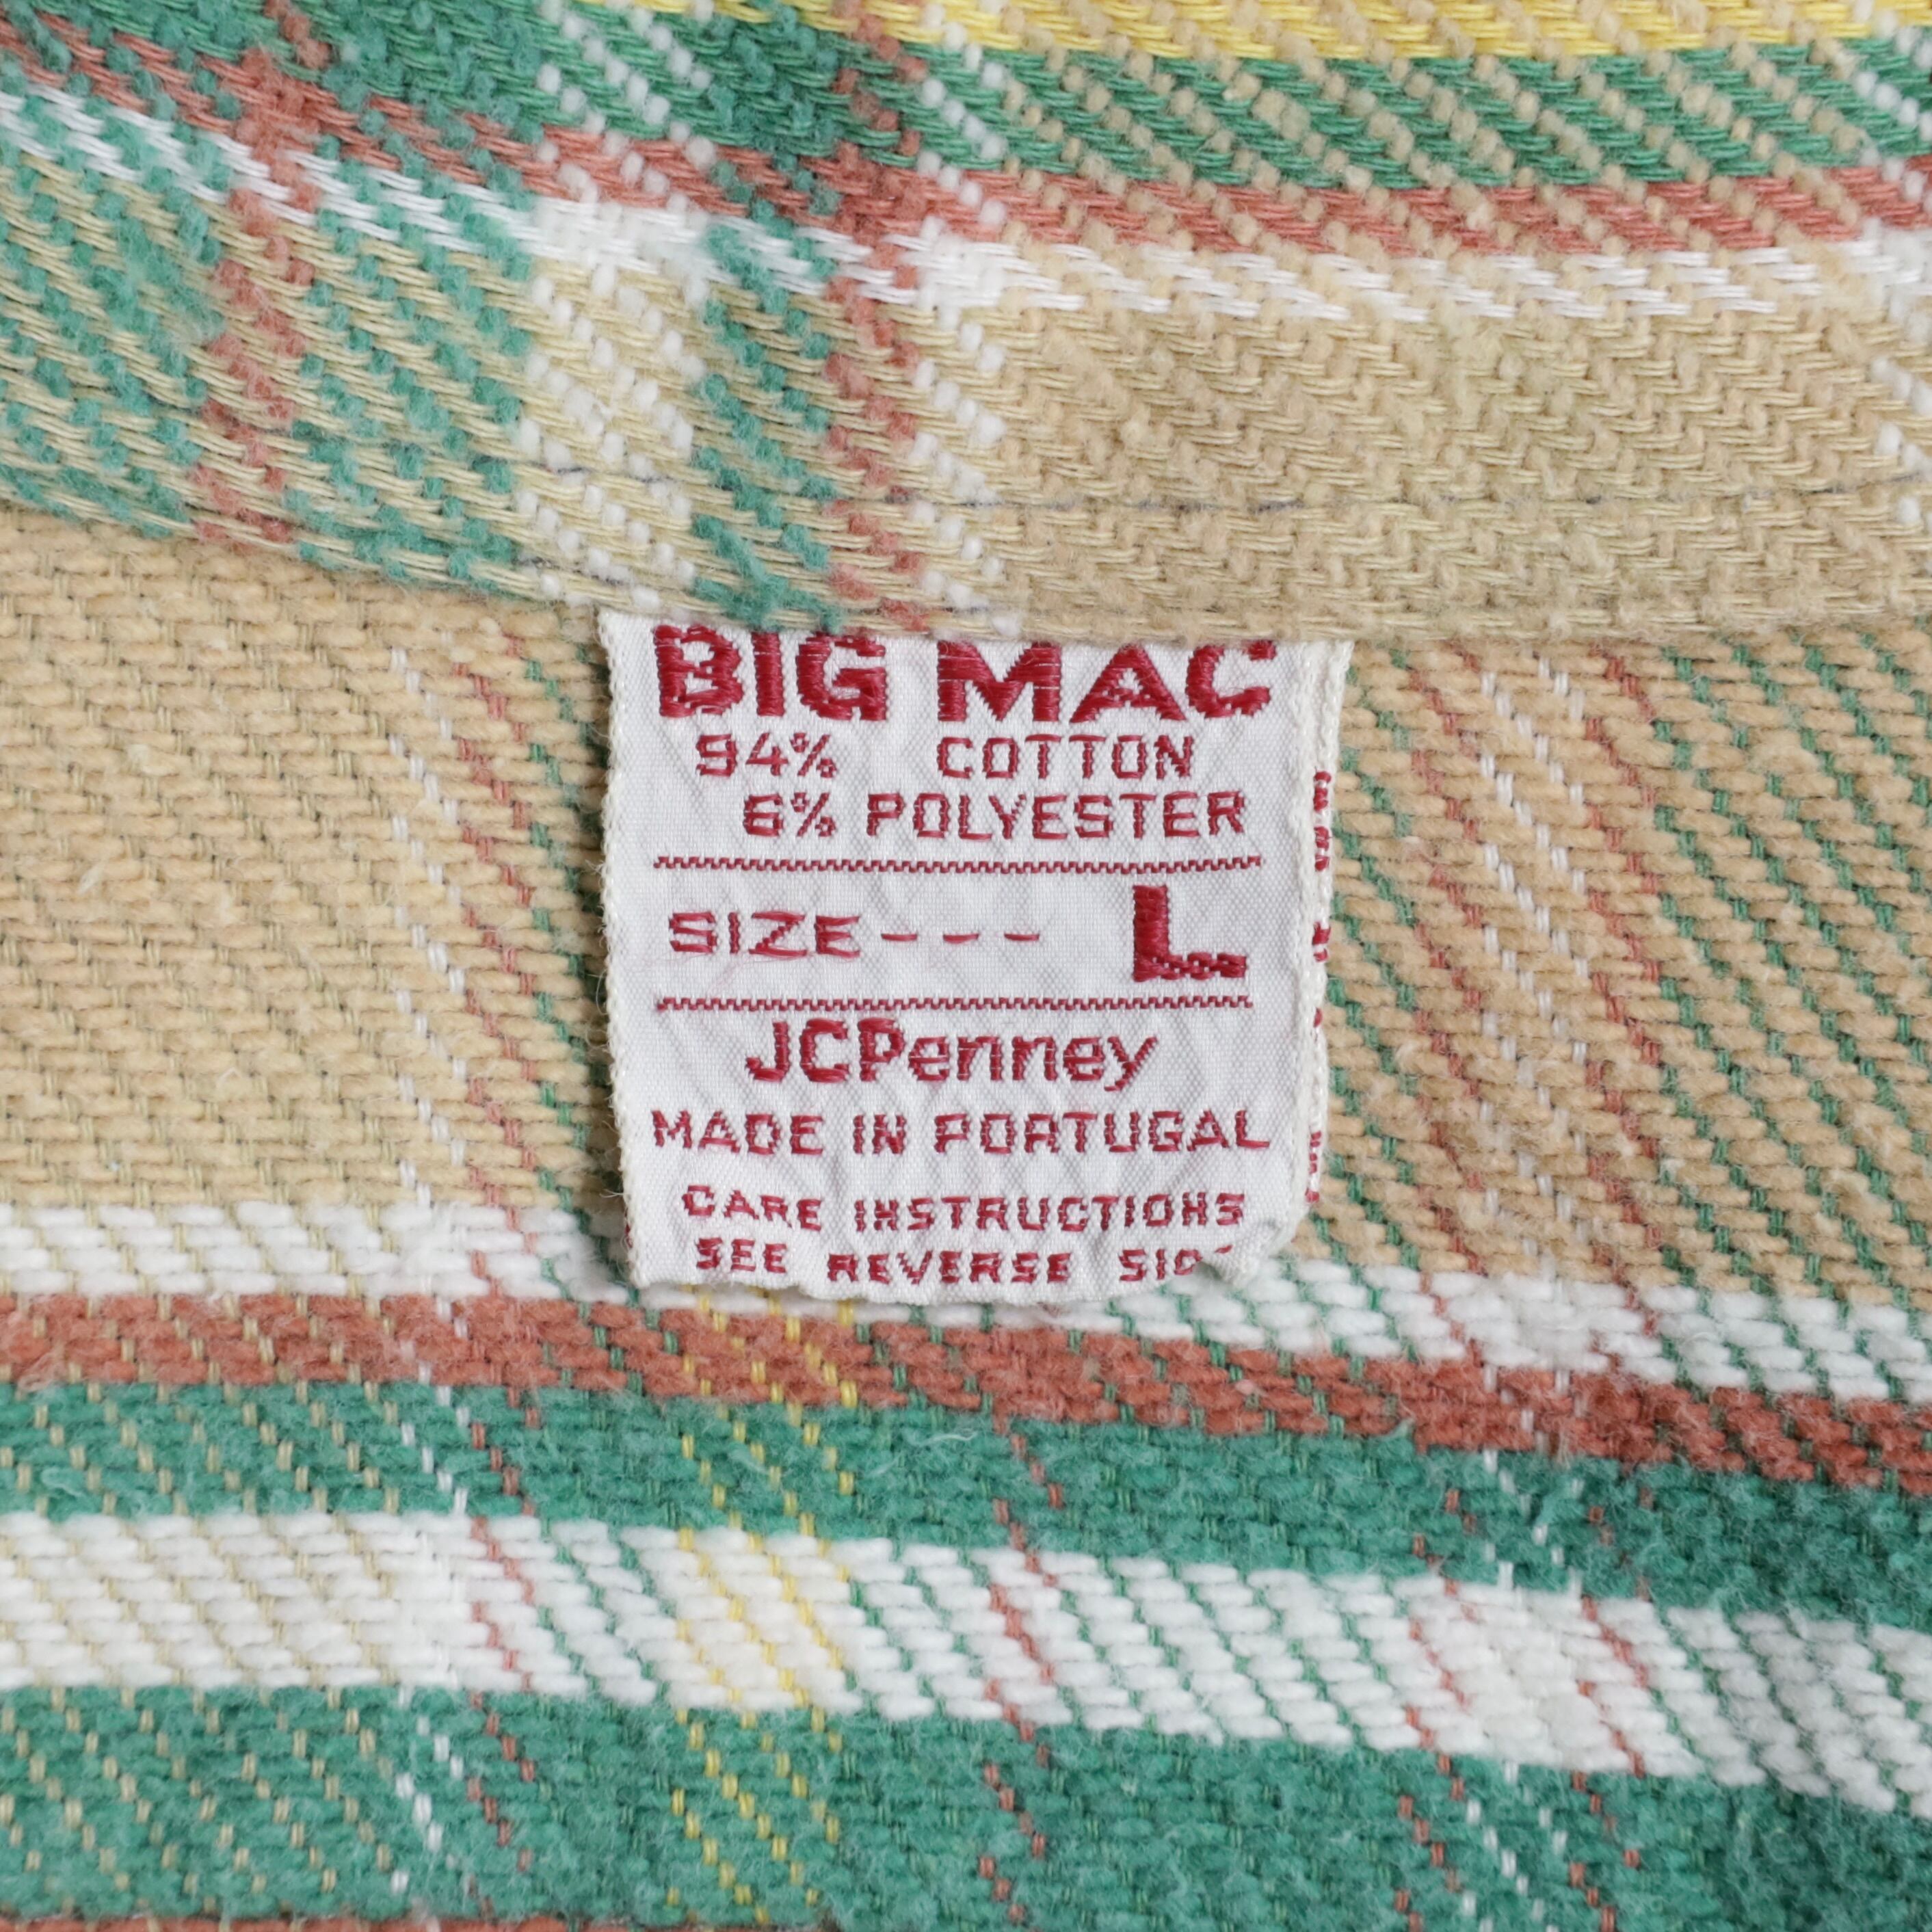 BIG MAC
94% COTTON
6% POLYESTER
SIZE --- L
JCPenney
MADE IN PORTUGAL
CARE INSTRUCTIONS
SEE REVERSE